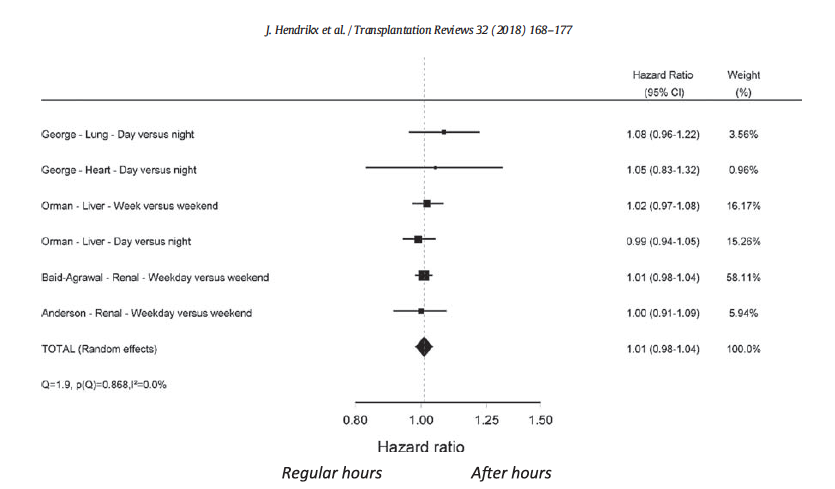 J. Hendrikx et al. / Transplantation Reviews 32 (2018) 168–177
Hazard Ratio Weight
(95% CI) (%)
George - Lung - Day versus night 1.08 (0.96-1.22) 3.56%
George - Heart - Day versus night 1.05 (0.83-1.32) 0.96%
Orman - Liver - Week versus weekend 1.02 (0.97-1.08) 16.17%
Orman - Liver - Day versus night 0.99 (0.94-1.05) 15.26%
Baid-Agrawal - Renal - Weekday versus weekend 1.01 (0.98-1.04) 58.11%
Anderson - Renal - Weekday versus weekend 1.00 (0.91-1.09) 5.94%
TOTAL (Random effects) 1.01 (0.98-1.04) 100.0%
Q=1.9, p(Q)=0.868,I²=0.0%
0.80 1.00 1.25 1.50
Hazard ratio
Regular hours After hours